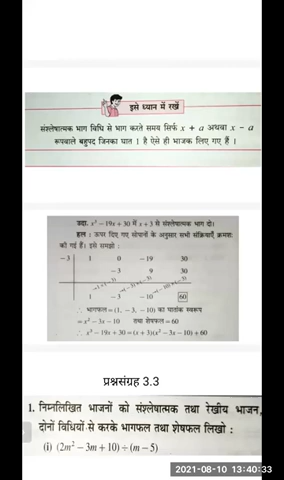 इसे ध्यान में रखें
संश्लेषात्मक भाग विधि से भाग करते समय सिर्फ x + a अथवा x - a
रूपवाले बहुपद जिनका घात 1 है ऐसे ही भाजक लिए गए हैं ।
उदा. x³ - 19x + 30 में x + 3 से संश्लेषात्मक भाग दो।
हल : ऊपर दिए गए सोपानों के अनुसार सभी संक्रियाएँ क्रमशः
की गई हैं। इसे समझो :
-3 1 0 -19 30
-3 9 30
1 -3 -10 60
∴ भागफल = (1, -3, -10) का घातांक स्वरूप
= x² - 3x - 10 तथा शेषफल = 60
∴ x³ - 19x + 30 = (x + 3)(x² - 3x - 10) + 60
प्रश्नसंग्रह 3.3
1. निम्नलिखित भाजनों को संश्लेषात्मक तथा रेखीय भाजन,
दोनों विधियों से करके भागफल तथा शेषफल लिखो :
(i) (2m² - 3m + 10) ÷ (m - 5)
2021-08-10 13:40:33